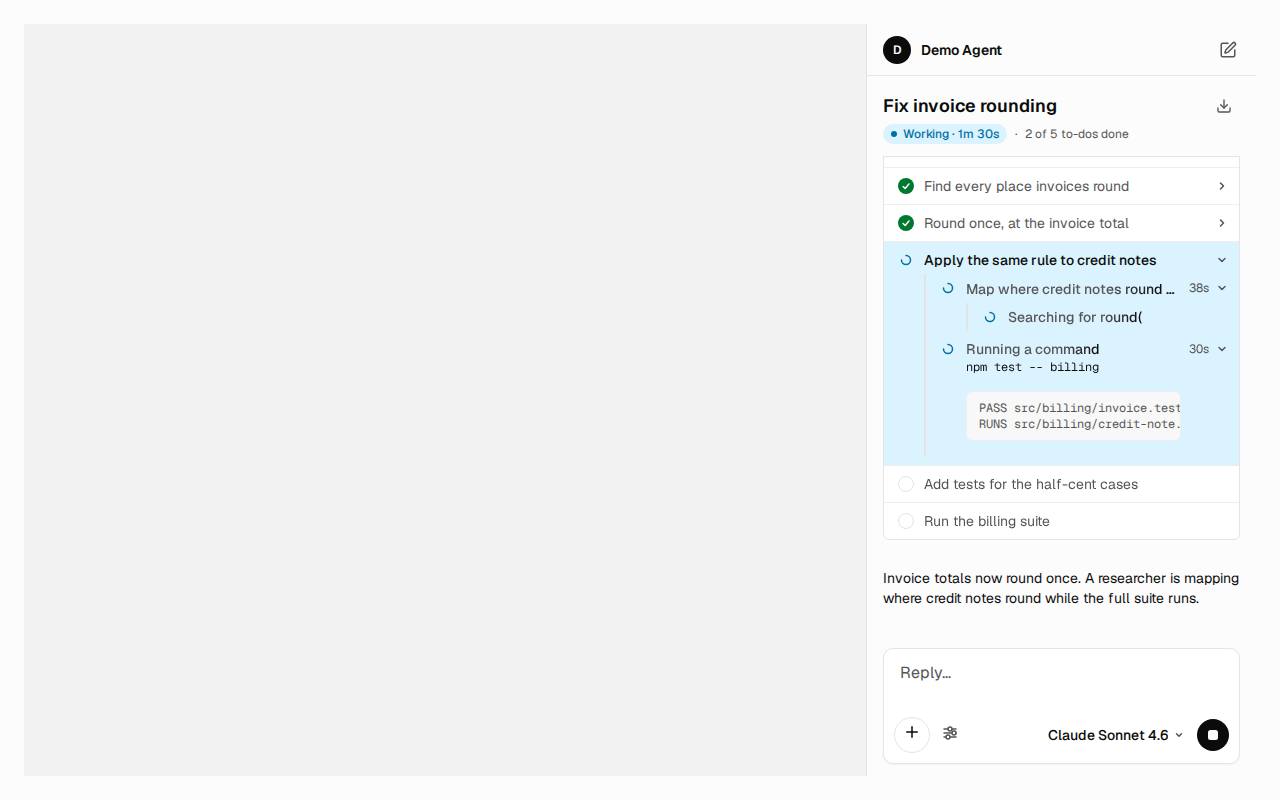 D
Demo Agent
Fix invoice rounding
Working · 1m 30s · 2 of 5 to-dos done
Find every place invoices round
Round once, at the invoice total
Apply the same rule to credit notes
Map where credit notes round … 38s
Searching for round(
Running a command 30s
npm test -- billing
PASS src/billing/invoice.test
RUNS src/billing/credit-note.
Add tests for the half-cent cases
Run the billing suite
Invoice totals now round once. A researcher is mapping
where credit notes round while the full suite runs.
Reply…
Claude Sonnet 4.6